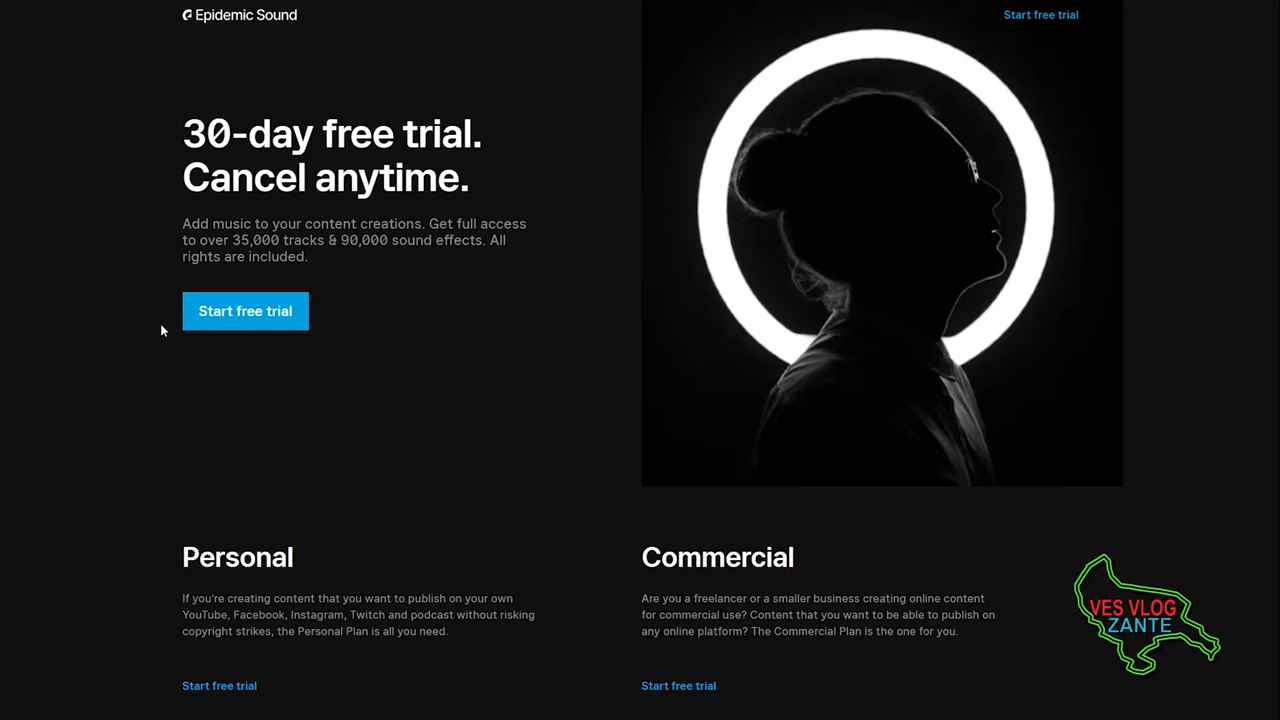 Epidemic Sound
Start free trial
30-day free trial.
Cancel anytime.
Add music to your content creations. Get full access
to over 35,000 tracks & 90,000 sound effects. All
rights are included.
Start free trial
Personal
If you’re creating content that you want to publish on your own
YouTube, Facebook, Instagram, Twitch and podcast without risking
copyright strikes, the Personal Plan is all you need.
Start free trial
Commercial
Are you a freelancer or a smaller business creating online content
for commercial use? Content that you want to be able to publish on
any online platform? The Commercial Plan is the one for you.
Start free trial
VES VLOG
ZANTE